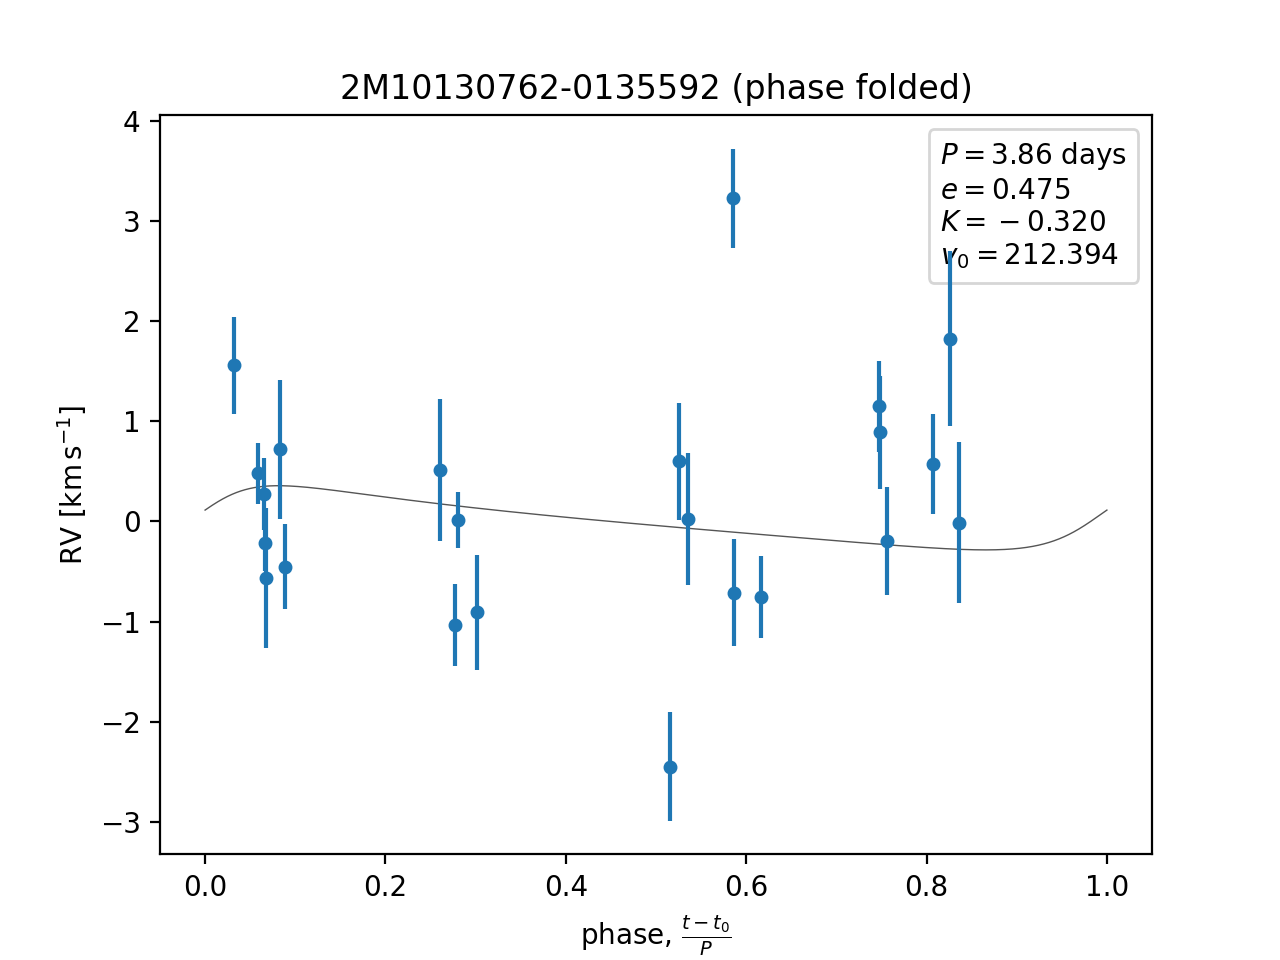 2M10130762-0135592 (phase folded)
P = 3.86 days
e = 0.475
K = −0.320
v₀ = 212.394
4
3
2
1
0
−1
−2
−3
RV [km s⁻¹]
0.0 0.2 0.4 0.6 0.8 1.0
phase, (t − t₀)/P